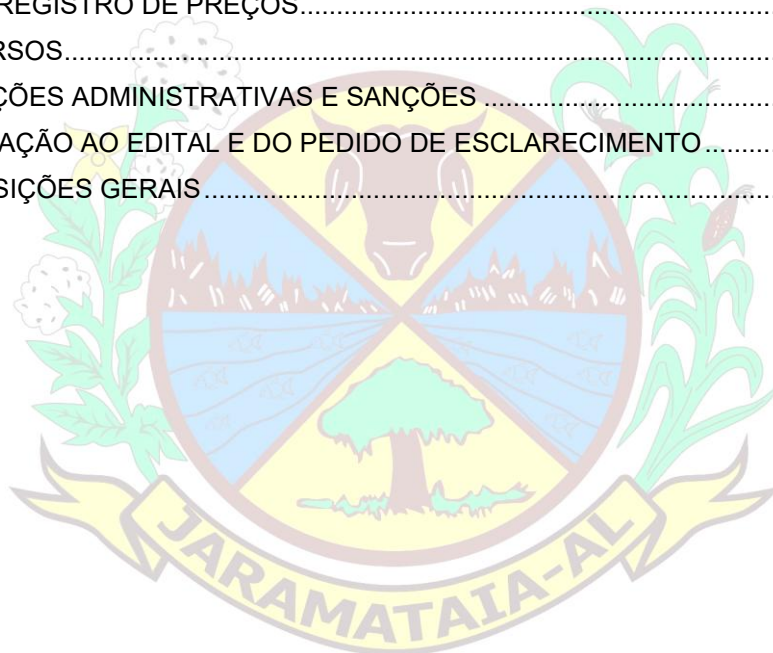 REGISTRO DE PREÇOS............................................................
RSOS............................................................................................
ÇÕES ADMINISTRATIVAS E SANÇÕES ......................................
AÇÃO AO EDITAL E DO PEDIDO DE ESCLARECIMENTO.........
SIÇÕES GERAIS..........................................................................
JARAMATAIA-AL